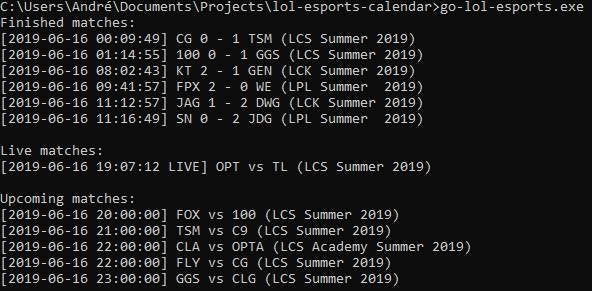 C:\Users\André\Documents\Projects\lol-esports-calendar>go-lol-esports.exe
Finished matches:
[2019-06-16 00:09:49] CG 0 - 1 TSM (LCS Summer 2019)
[2019-06-16 01:14:55] 100 0 - 1 GGS (LCS Summer 2019)
[2019-06-16 08:02:43] KT 2 - 1 GEN (LCK Summer 2019)
[2019-06-16 09:41:57] FPX 2 - 0 WE (LPL Summer  2019)
[2019-06-16 11:12:57] JAG 1 - 2 DWG (LCK Summer 2019)
[2019-06-16 11:16:49] SN 0 - 2 JDG (LPL Summer  2019)

Live matches:
[2019-06-16 19:07:12 LIVE] OPT vs TL (LCS Summer 2019)

Upcoming matches:
[2019-06-16 20:00:00] FOX vs 100 (LCS Summer 2019)
[2019-06-16 21:00:00] TSM vs C9 (LCS Summer 2019)
[2019-06-16 22:00:00] CLA vs OPTA (LCS Academy Summer 2019)
[2019-06-16 22:00:00] FLY vs CG (LCS Summer 2019)
[2019-06-16 23:00:00] GGS vs CLG (LCS Summer 2019)